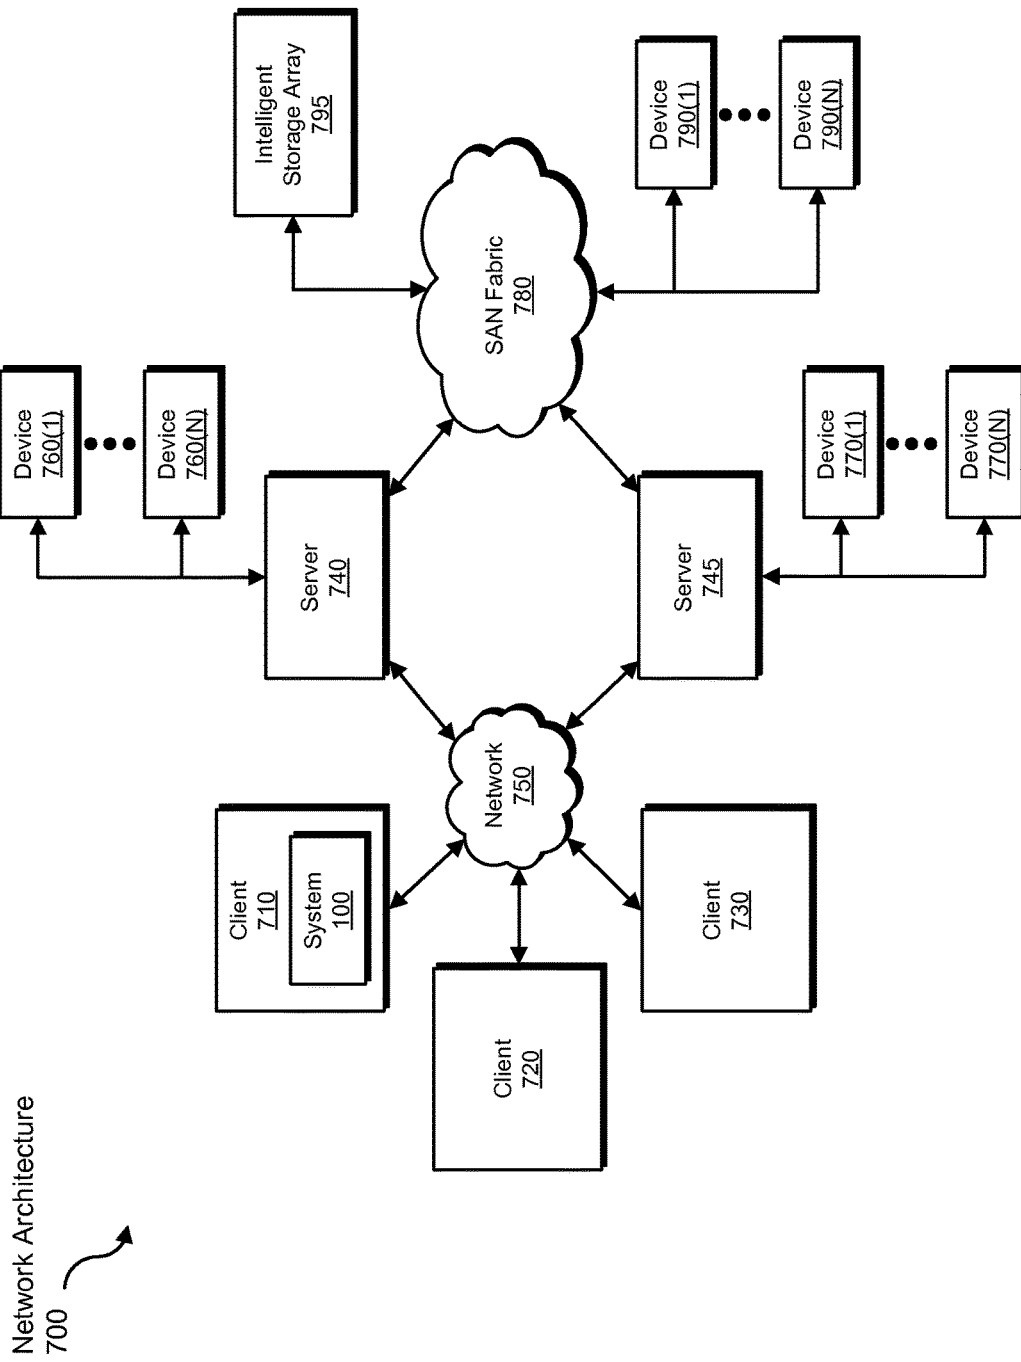 Network Architecture
700
Client
710
System
100
Client
720
Client
730
Network
750
Server
740
Server
745
Device
760(1)
Device
760(N)
Device
770(1)
Device
770(N)
SAN Fabric
780
Intelligent
Storage Array
795
Device
790(1)
Device
790(N)